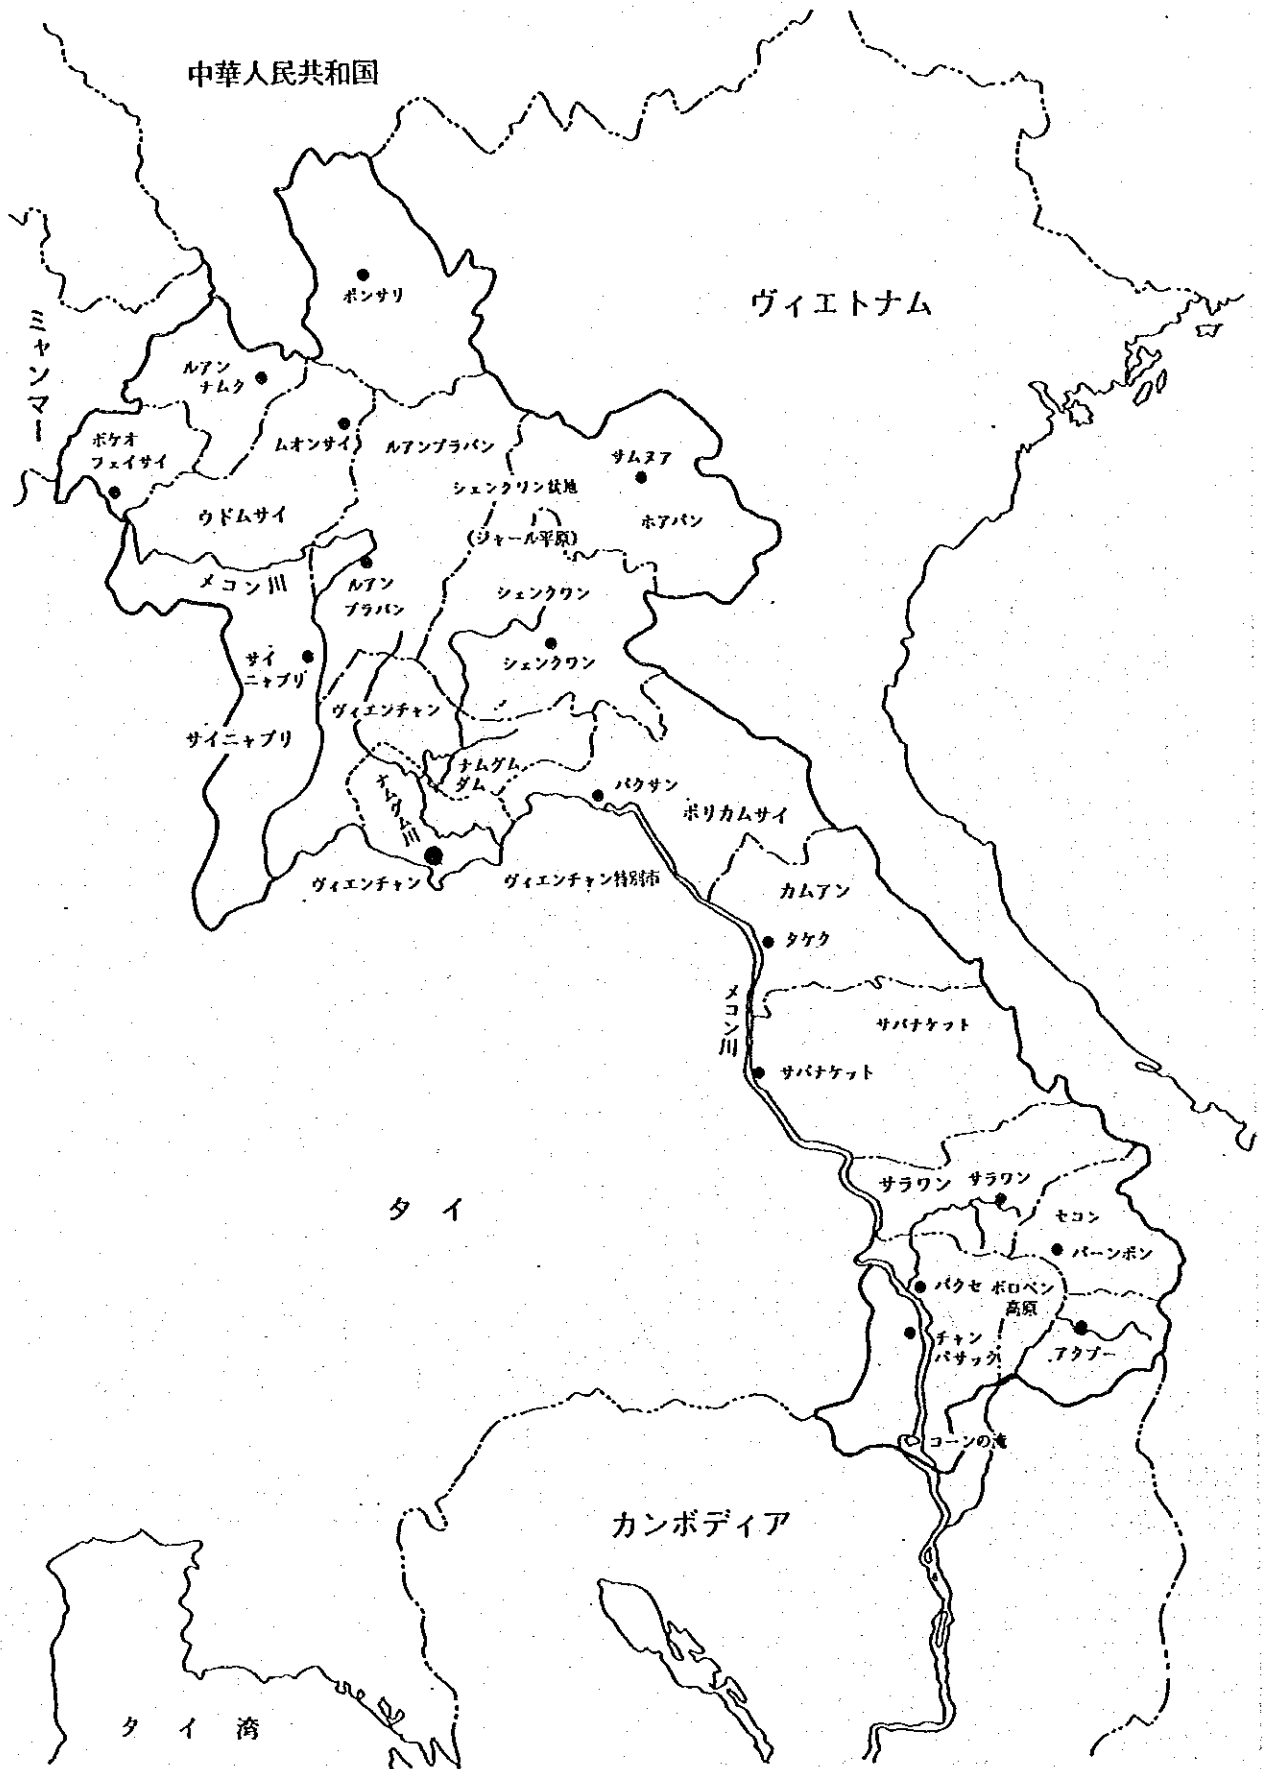 中華人民共和国
ポンサリ
ヴィエトナム
ミャンマー
ルアン
ナムク
ボケオ
フェイサイ
ムオンサイ
ルアンプラバン
サムヌア
シェンクワン
ウドムサイ
ホアパン
(ジャール平原)
メコン川
ルアン
プラバン
シェンクワン
サイ
ニャブリ
シェンクワン
ヴィエンチャン
サイニャブリ
ナムグム
ダム
ナムグム川
パクサン
ボリカムサイ
ヴィエンチャン
ヴィエンチャン特別市
カムアン
タケク
メコン川
サバナケット
サバナケット
サラワン
サラワン
タイ
セコン
パーンポン
パクセ
ボロベン
高原
チャン
パサック
アタプー
コーンの滝
カンボディア
タイ湾